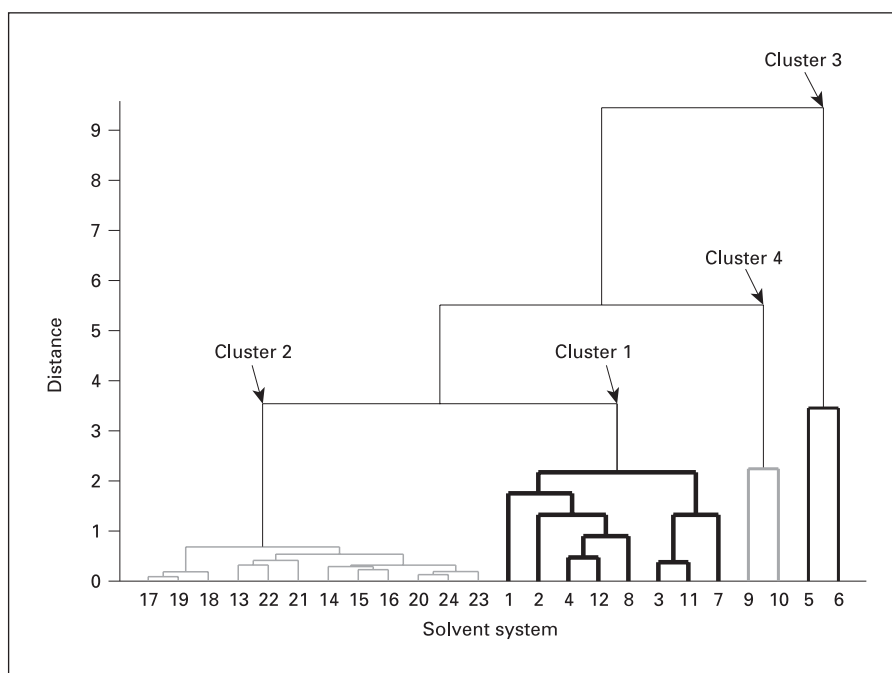 Cluster 3
Cluster 4
Cluster 2
Cluster 1
Distance
9
8
7
6
5
4
3
2
1
0
17 19 18 13 22 21 14 15 16 20 24 23 1 2 4 12 8 3 11 7 9 10 5 6
Solvent system